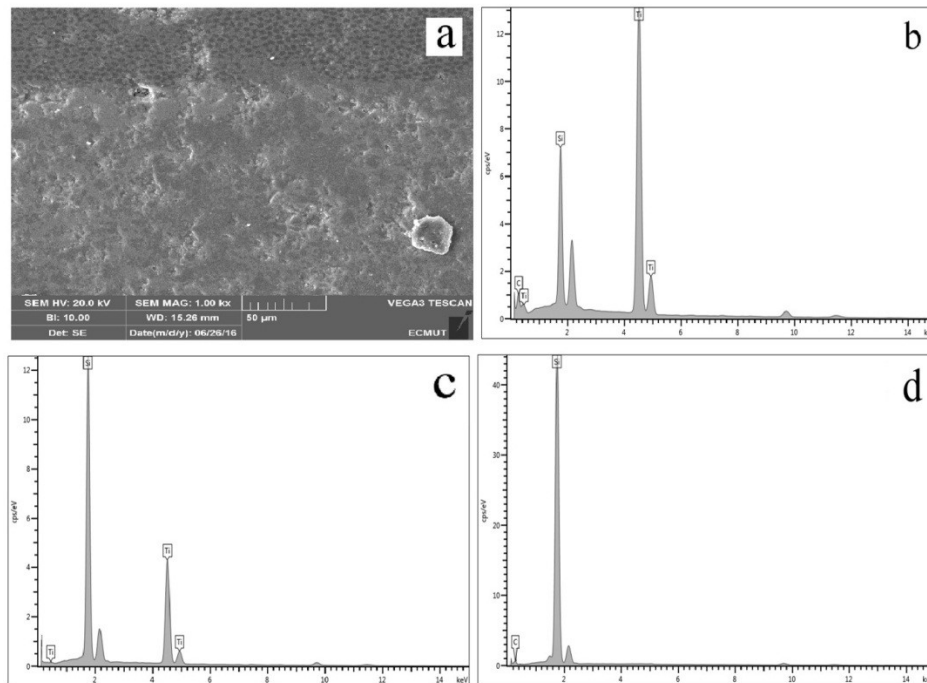 a
SEM HV: 20.0 kV SEM MAG: 1.00 kx VEGAS TESCAN
BI: 10.00 WD: 15.26 mm 50 μm
Det: SE Date(m/d/y): 06/26/16 ECMUT
b
cps/eV
12
10
8
6
4
2
0
C
Ti
Si
Ti
Ti
2 4 6 8 10 12 14
c
cps/eV
12
10
8
6
4
2
0
Ti
Si
Ti
Ti
2 4 6 8 10 12 14
keV
d
cps/eV
40
30
20
10
0
C
Si
2 4 6 8 10 12 14